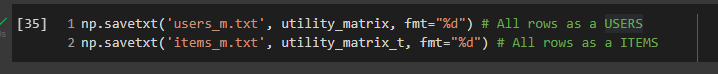 [35] 1 np.savetxt('users_m.txt', utility_matrix, fmt="%d") # All rows as a USERS
2 np.savetxt('items_m.txt', utility_matrix_t, fmt="%d") # All rows as a ITEMS